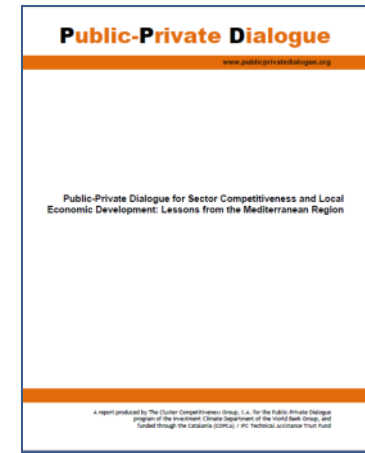 Public-Private Dialogue
www.publicprivatedialogue.org
Public-Private Dialogue for Sector Competitiveness and Local
Economic Development: Lessons from the Mediterranean Region
A report produced by The Cluster Competitiveness Group, S.A. for the Public-Private Dialogue
program of the Investment Climate Department of the World Bank Group, and
funded through the Catalonia (COPCA) / IFC Technical Assistance Trust Fund